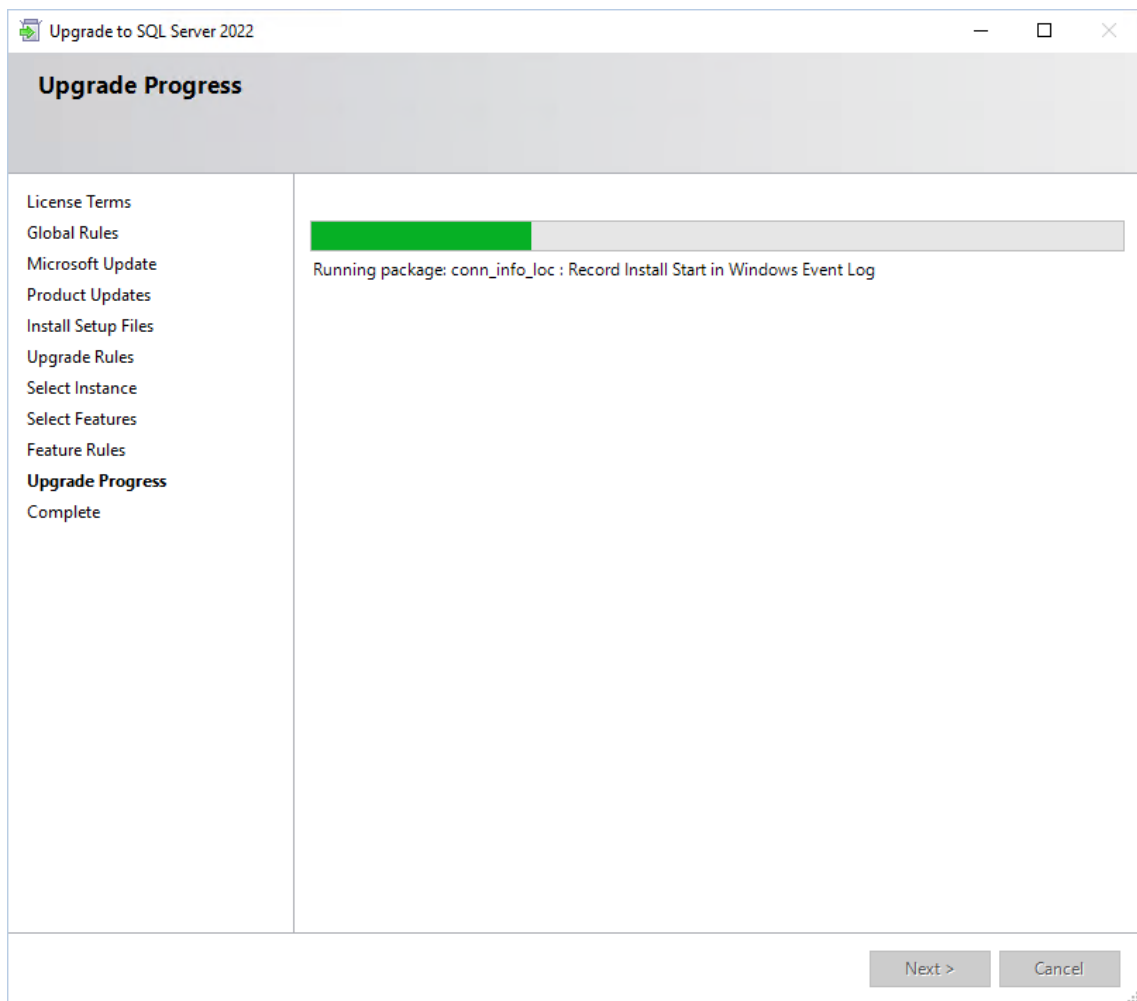 Upgrade to SQL Server 2022
Upgrade Progress
License Terms
Global Rules
Microsoft Update
Product Updates
Install Setup Files
Upgrade Rules
Select Instance
Select Features
Feature Rules
Upgrade Progress
Complete
Running package: conn_info_loc : Record Install Start in Windows Event Log
Next >
Cancel